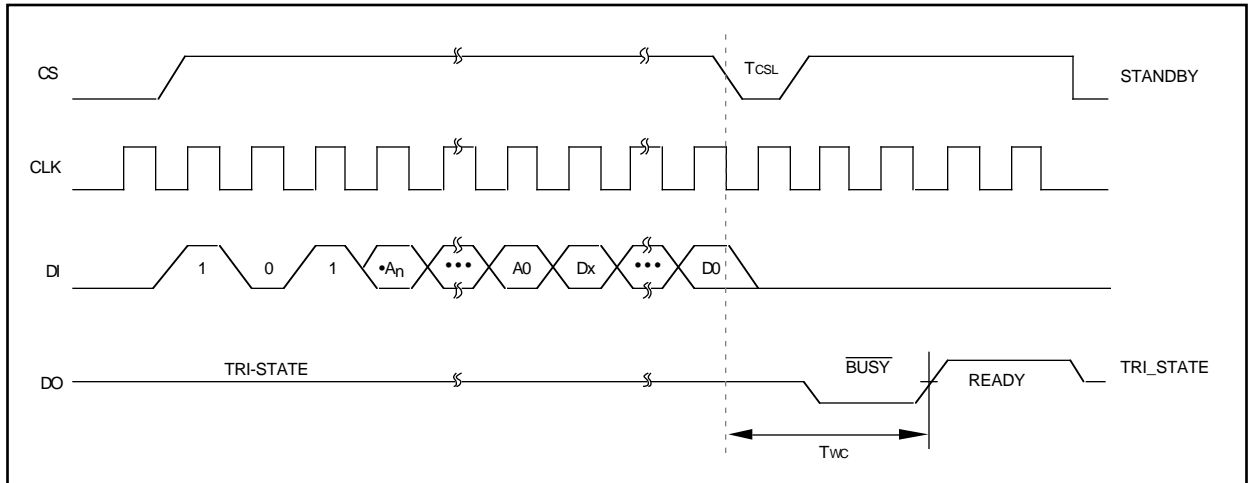 CS
TCSL
STANDBY
CLK
DI
1 0 1 •An ••• A0 Dx ••• D0
DO
TRI-STATE
BUSY
READY
TRI_STATE
TWC